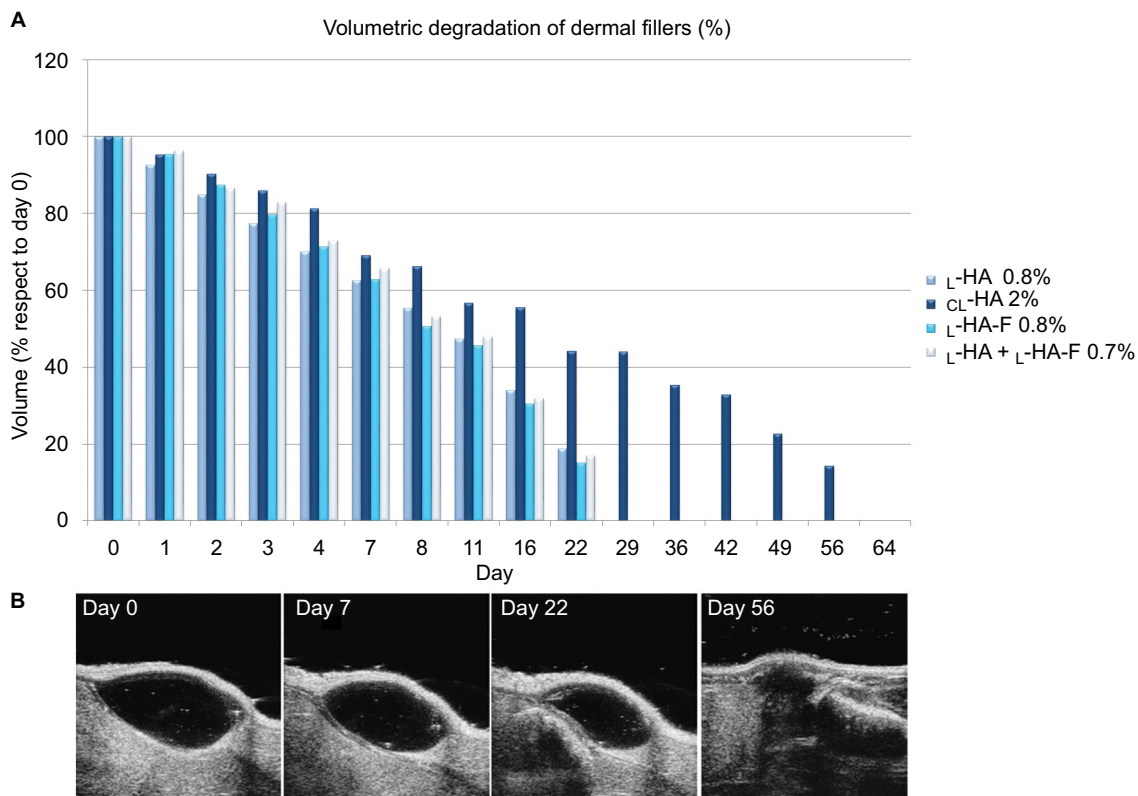 A
Volumetric degradation of dermal fillers (%)
120
100
80
60
40
20
0
Volume (% respect to day 0)
0 1 2 3 4 7 8 11 16 22 29 36 42 49 56 64
Day
L-HA 0.8%
CL-HA 2%
L-HA-F 0.8%
L-HA + L-HA-F 0.7%
B
Day 0 Day 7 Day 22 Day 56